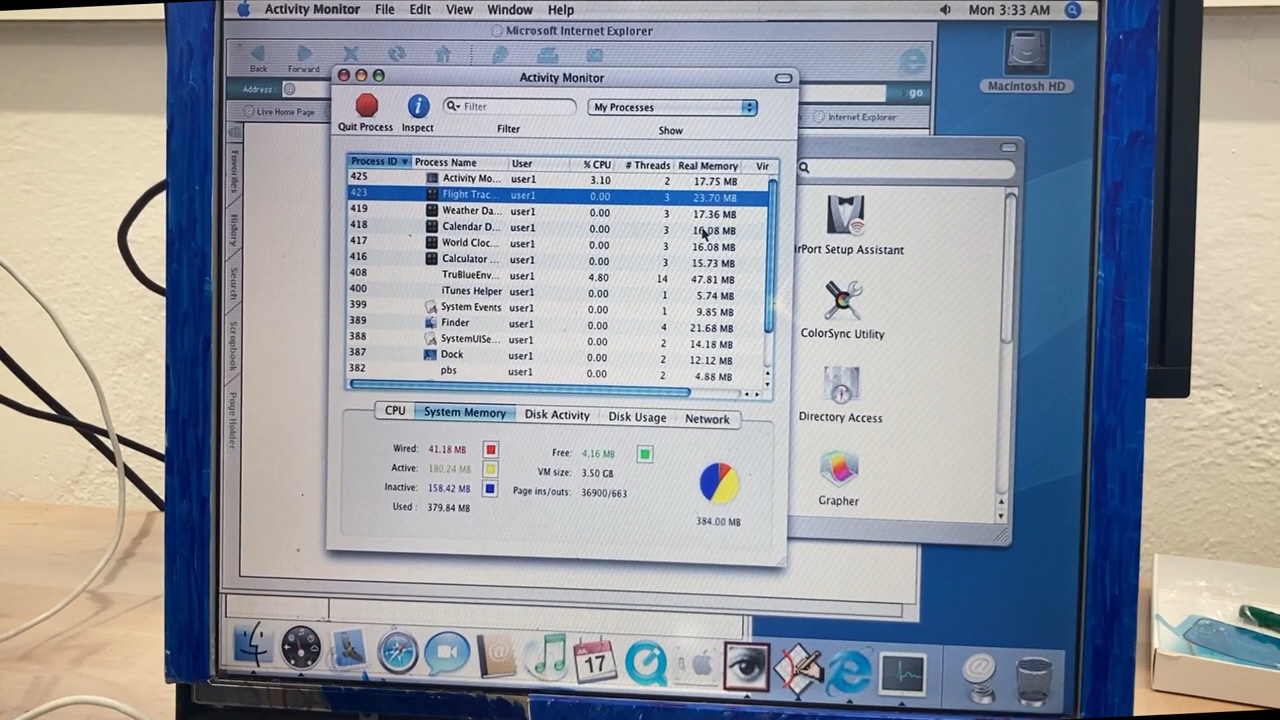 Activity Monitor File Edit View Window Help Mon 3:33 AM
Microsoft Internet Explorer
Back Forward
Address: @ go
Live Home Page Internet Explorer
Macintosh HD
Activity Monitor
Filter My Processes
Quit Process Inspect Filter Show
Process ID Process Name User % CPU # Threads Real Memory Vir
425 Activity Mo... user1 3.10 2 17.75 MB
423 Flight Trac... user1 0.00 3 23.70 MB
419 Weather Da... user1 0.00 3 17.36 MB
418 Calendar D... user1 0.00 3 16.08 MB
417 World Cloc... user1 0.00 3 16.08 MB
416 Calculator ... user1 0.00 3 15.73 MB
408 TruBlueEnv... user1 4.80 14 47.81 MB
400 iTunes Helper user1 0.00 1 5.74 MB
399 System Events user1 0.00 1 9.85 MB
389 Finder user1 0.00 4 21.68 MB
388 SystemUISe... user1 0.00 2 14.18 MB
387 Dock user1 0.00 2 12.12 MB
382 pbs user1 0.00 2 4.88 MB
CPU System Memory Disk Activity Disk Usage Network
Wired: 41.18 MB Free: 4.16 MB
Active: 180.24 MB VM size: 3.50 GB
Inactive: 158.42 MB Page ins/outs: 36900/663
Used : 379.84 MB 384.00 MB
Favorites
History
Search
Scrapbook
Page Holder
irPort Setup Assistant
ColorSync Utility
Directory Access
Grapher
JUL
17